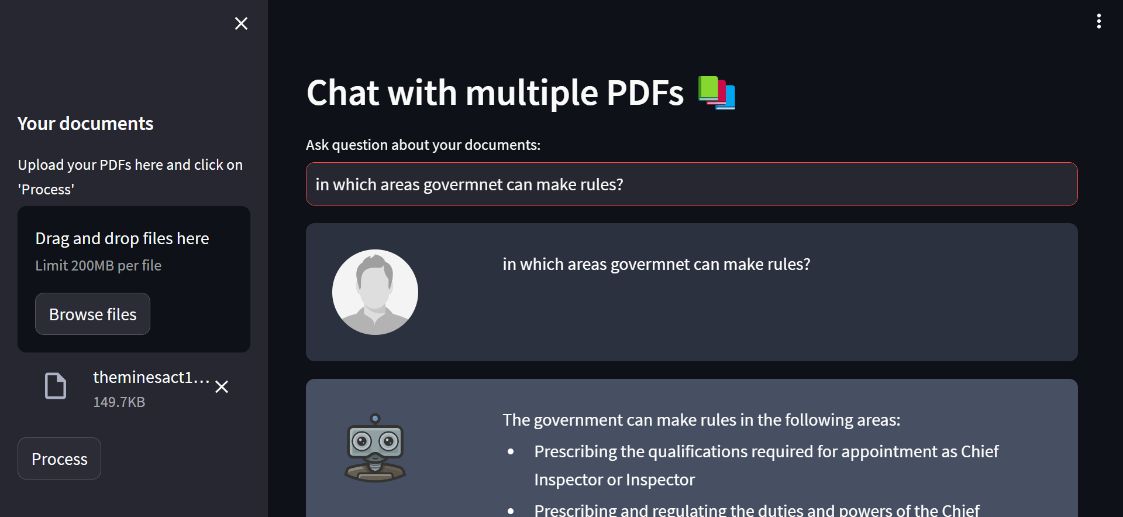 Your documents
Upload your PDFs here and click on
'Process'
Drag and drop files here
Limit 200MB per file
Browse files
theminesact1...
149.7KB
Process
Chat with multiple PDFs
Ask question about your documents:
in which areas govermnet can make rules?
in which areas govermnet can make rules?
The government can make rules in the following areas:
• Prescribing the qualifications required for appointment as Chief
Inspector or Inspector
• Prescribing and regulating the duties and powers of the Chief